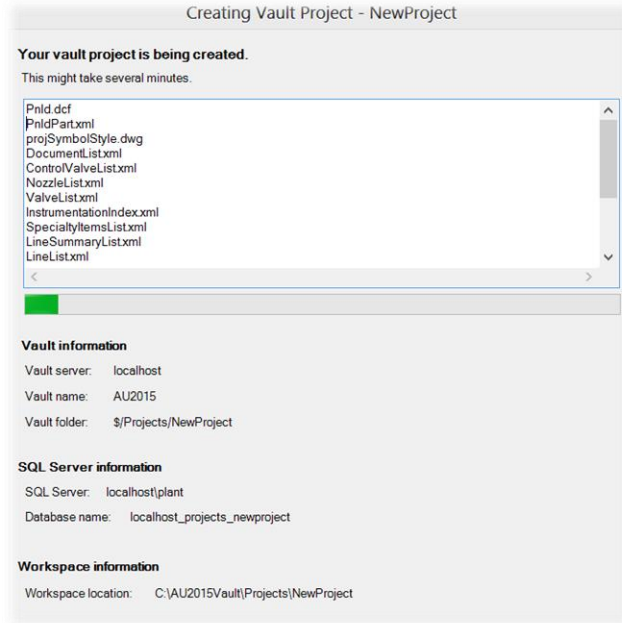 Creating Vault Project - NewProject
Your vault project is being created.
This might take several minutes.
PnId.dcf
PnIdPart.xml
projSymbolStyle.dwg
DocumentList.xml
ControlValveList.xml
NozzleList.xml
ValveList.xml
InstrumentationIndex.xml
SpecialtyItemsList.xml
LineSummaryList.xml
LineList.xml
Vault information
Vault server: localhost
Vault name: AU2015
Vault folder: $/Projects/NewProject
SQL Server information
SQL Server: localhost\plant
Database name: localhost_projects_newproject
Workspace information
Workspace location: C:\AU2015Vault\Projects\NewProject